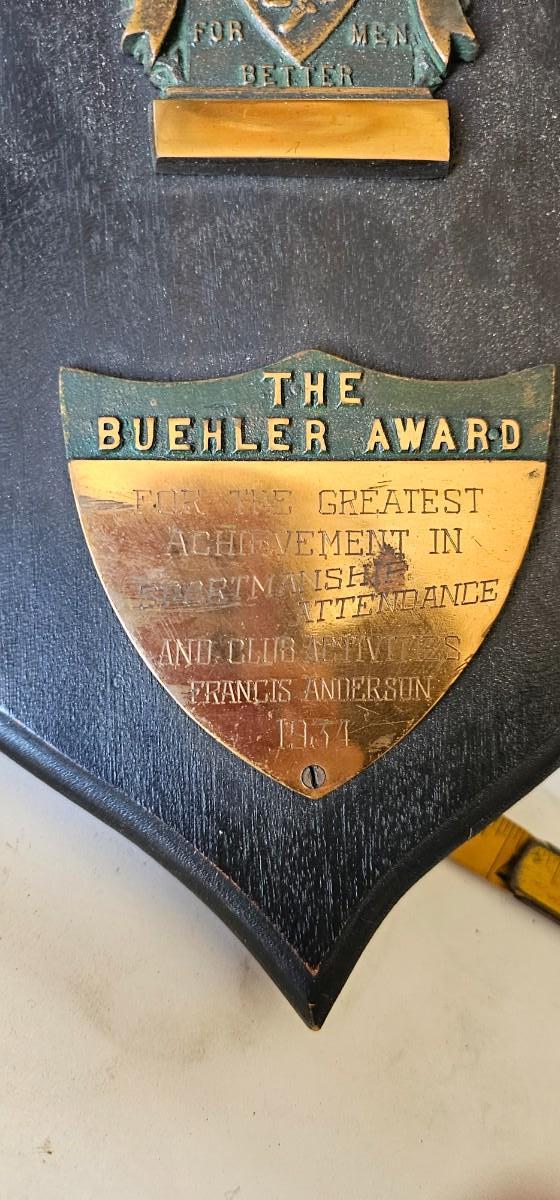 FOR MEN
BETTER
THE
BUEHLER AWARD
FOR THE GREATEST
ACHIEVEMENT IN
SPORTMANSHIP
ATTENDANCE
AND CLUB ACTIVITIES
FRANCIS ANDERSON
1934